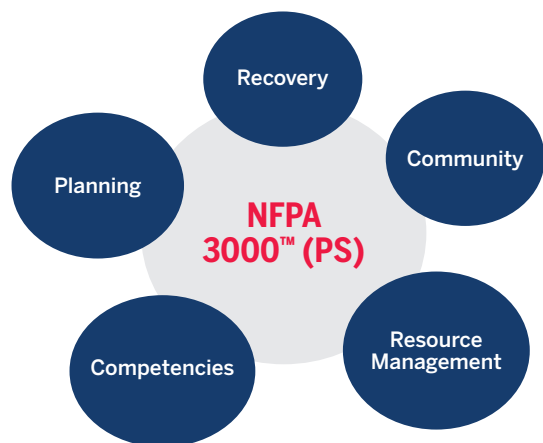 Recovery
Community
Planning
NFPA
3000™ (PS)
Resource
Management
Competencies